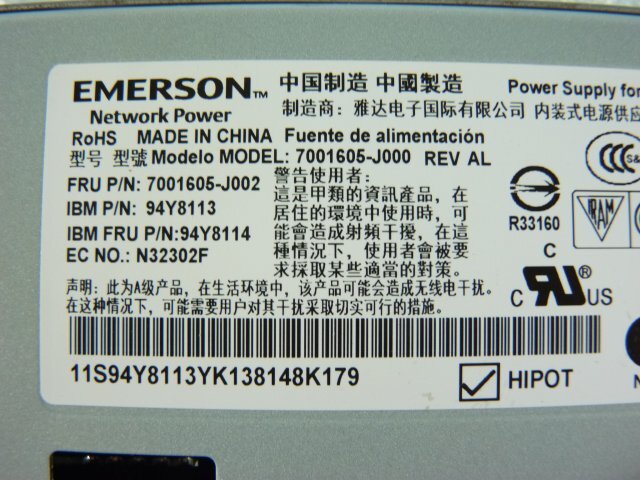 EMERSON™ 中国制造 中國製造 Power Supply for
Network Power 制造商：雅达电子国际有限公司 内装式电源供应
RoHS MADE IN CHINA Fuente de alimentación
型号 型號 Modelo MODEL: 7001605-J000 REV AL
FRU P/N: 7001605-J002
IBM P/N: 94Y8113
IBM FRU P/N:94Y8114
EC NO.: N32302F
警告使用者：
這是甲類的資訊產品，在
居住的環境中使用時，可
能會造成射頻干擾，在這
種情況下，使用者會被要
求採取某些適當的對策。
R33160
CCC
IRAM
C
C RU® US
声明：此为A级产品，在生活环境中，该产品可能会造成无线电干扰。
在这种情况下，可能需要用户对其干扰采取切实可行的措施。
11S94Y8113YK138148K179
HIPOT